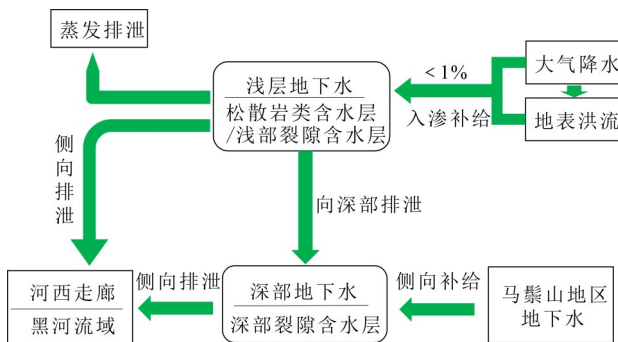 蒸发排泄
浅层地下水
松散岩类含水层
/浅部裂隙含水层
<1%
入渗补给
大气降水
地表洪流
侧向排泄
向深部排泄
河西走廊
黑河流域
侧向排泄
深部地下水
深部裂隙含水层
侧向补给
马鬃山地区
地下水